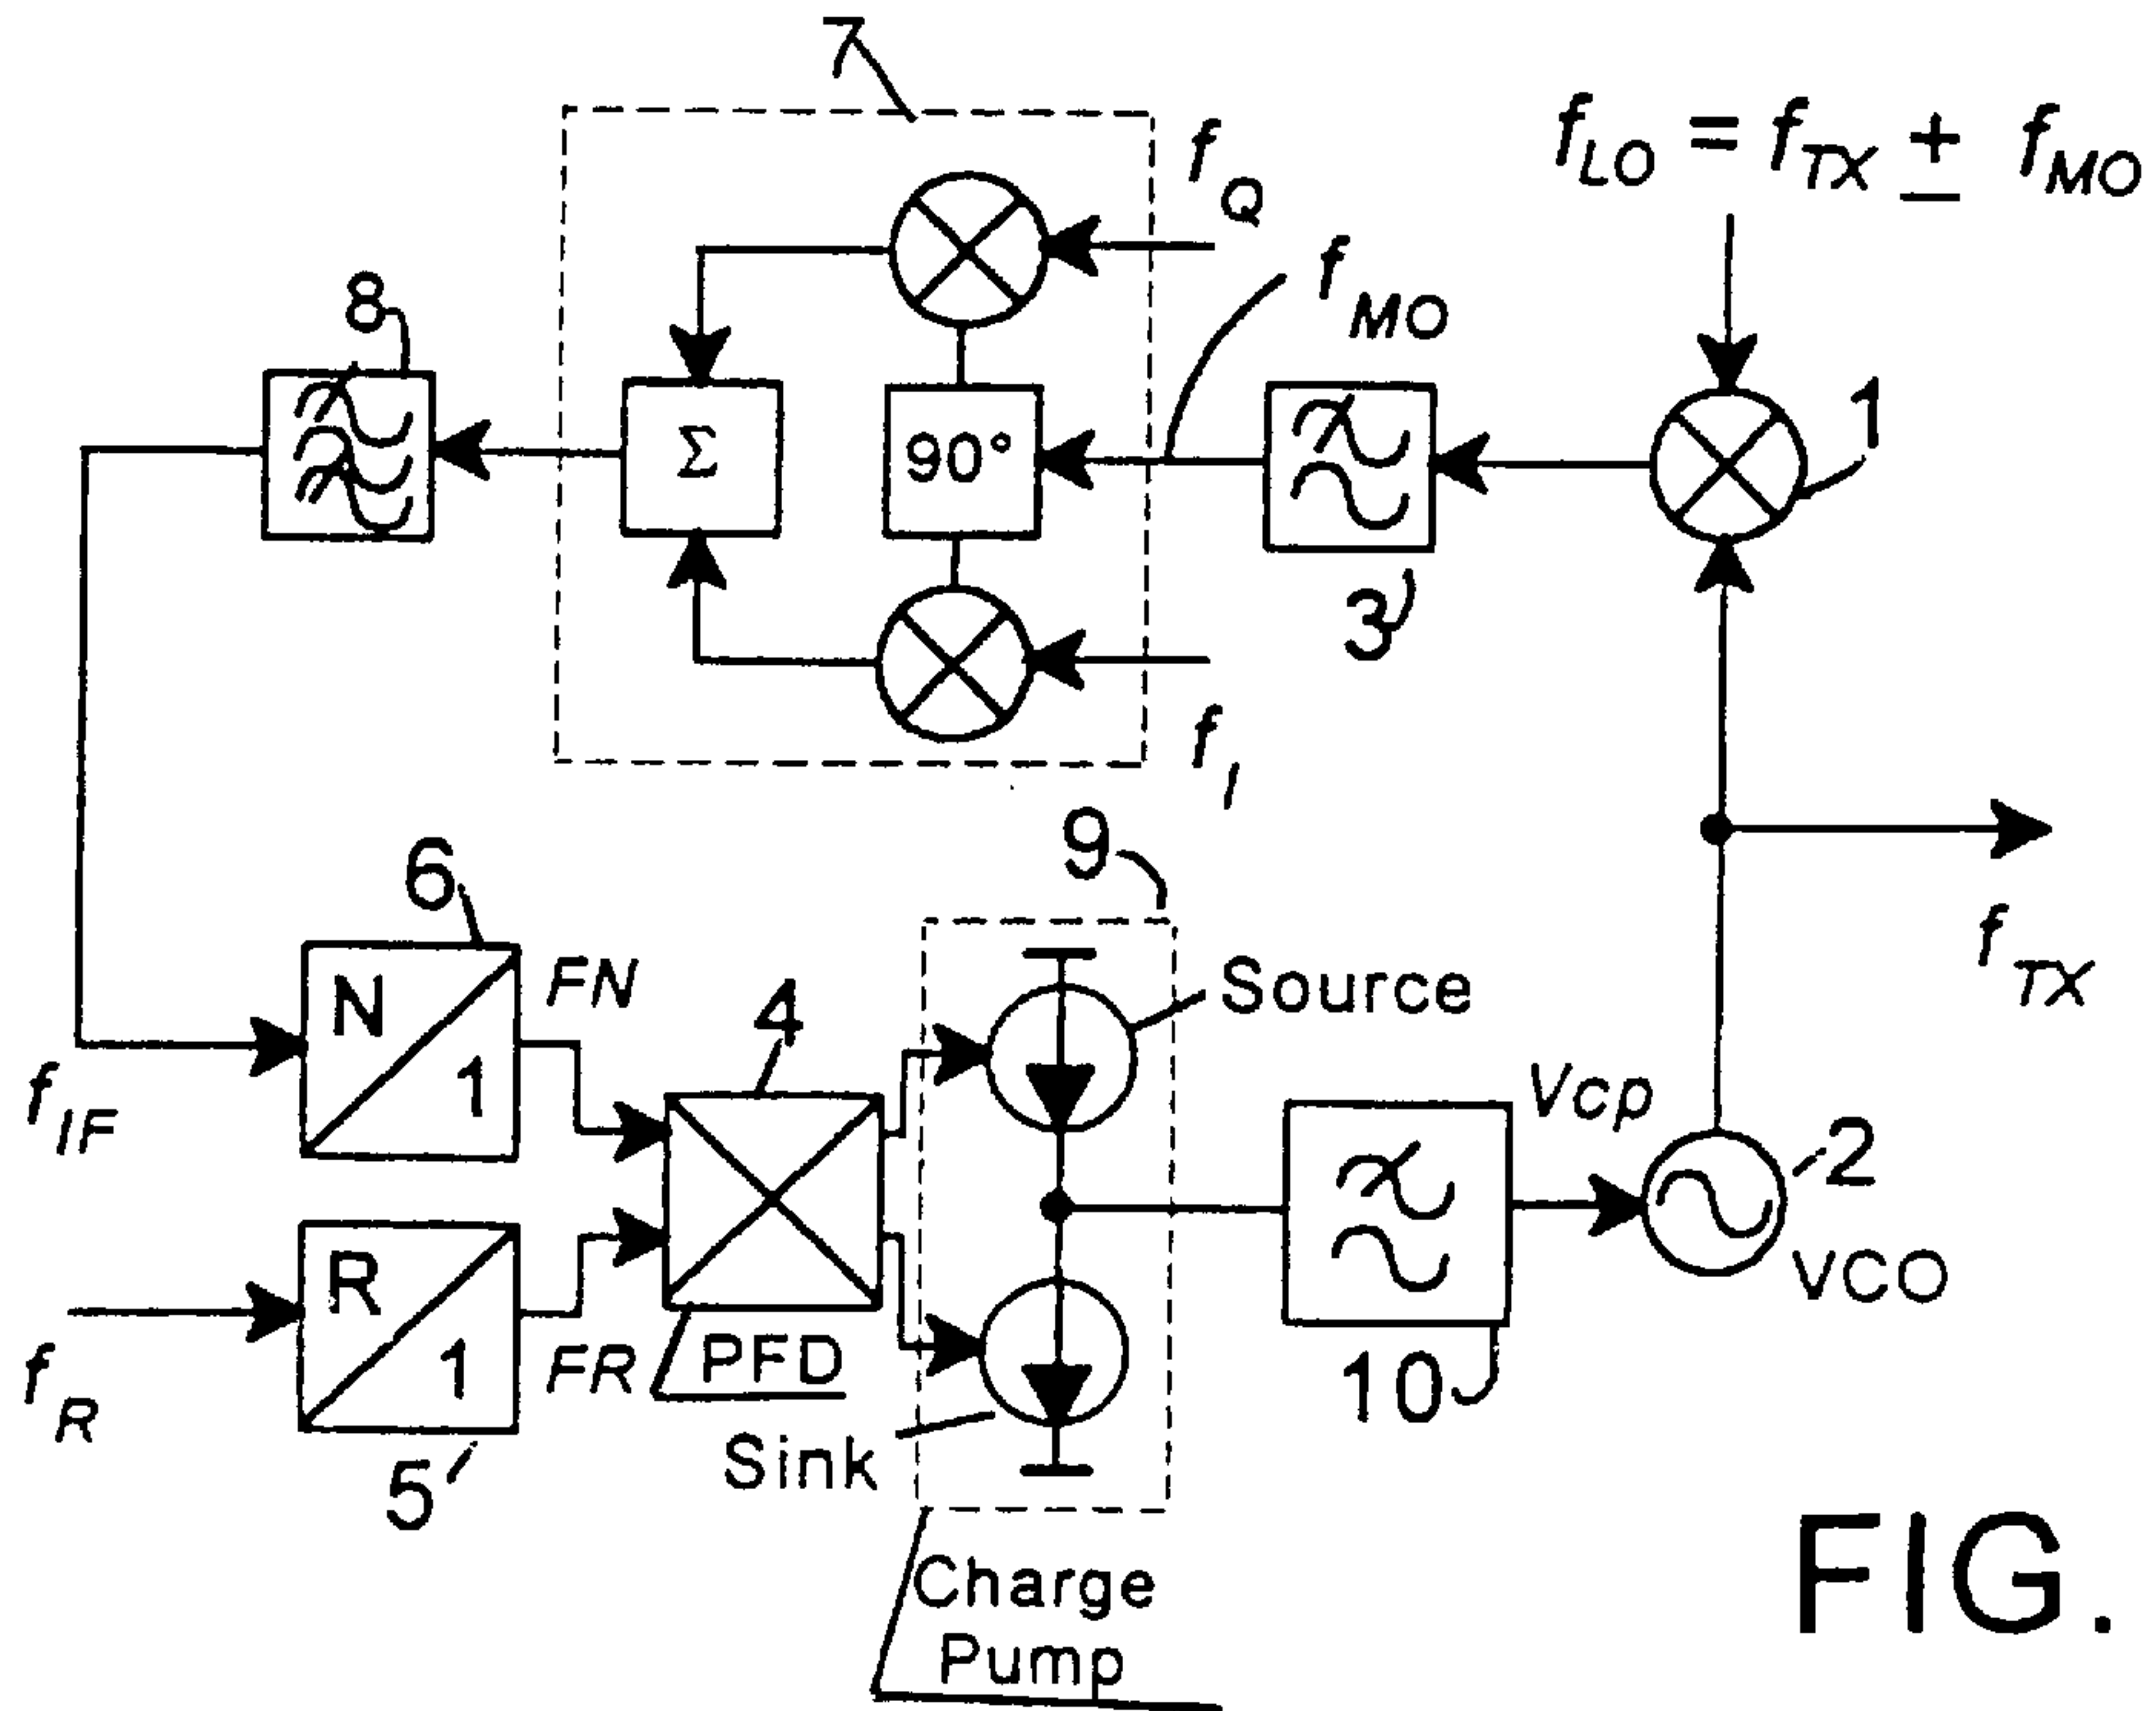 7
f_Q
f_LO = f_TX ± f_MO
f_MO
8
1
Σ
90°
3
f_I
9
6
f_TX
N
1
FN
Source
4
f_IF
Vcp
2
R
1
FR
PFD
VCO
f_R
10
Sink
5
Charge
Pump
FIG.